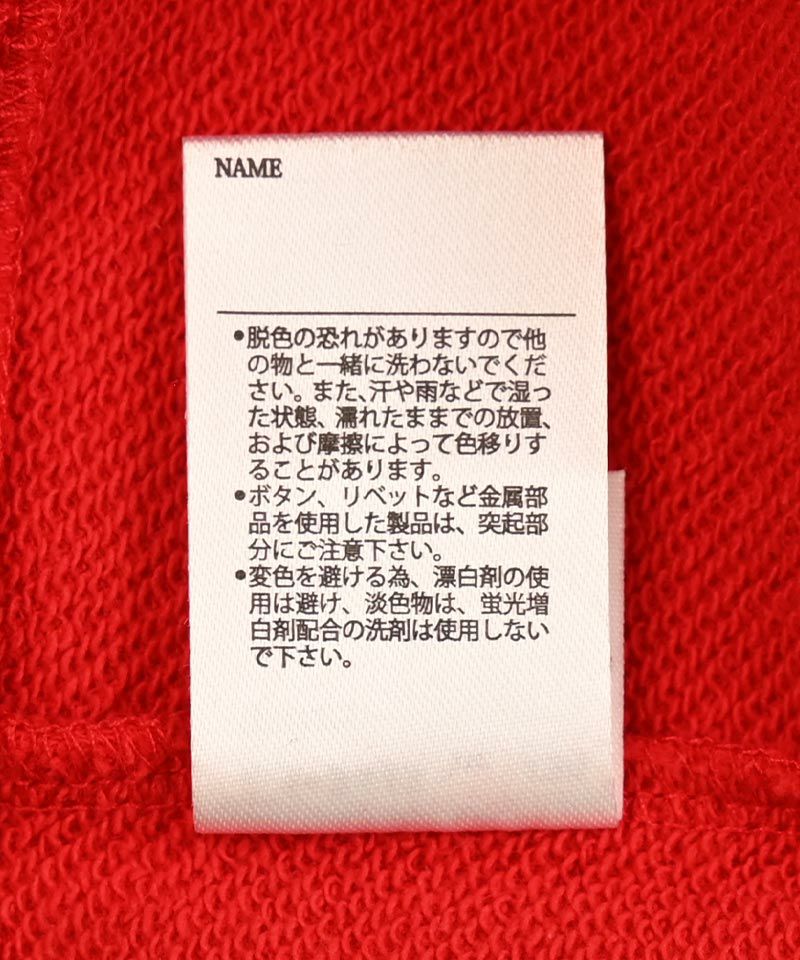 NAME
•脱色の恐れがありますので他
の物と一緒に洗わないでくだ
さい。また、汗や雨などで湿っ
た状態、濡れたままでの放置、
および摩擦によって色移りす
ることがあります。
•ボタン、リベットなど金属部
品を使用した製品は、突起部
分にご注意下さい。
•変色を避ける為、漂白剤の使
用は避け、淡色物は、蛍光増
白剤配合の洗剤は使用しない
で下さい。